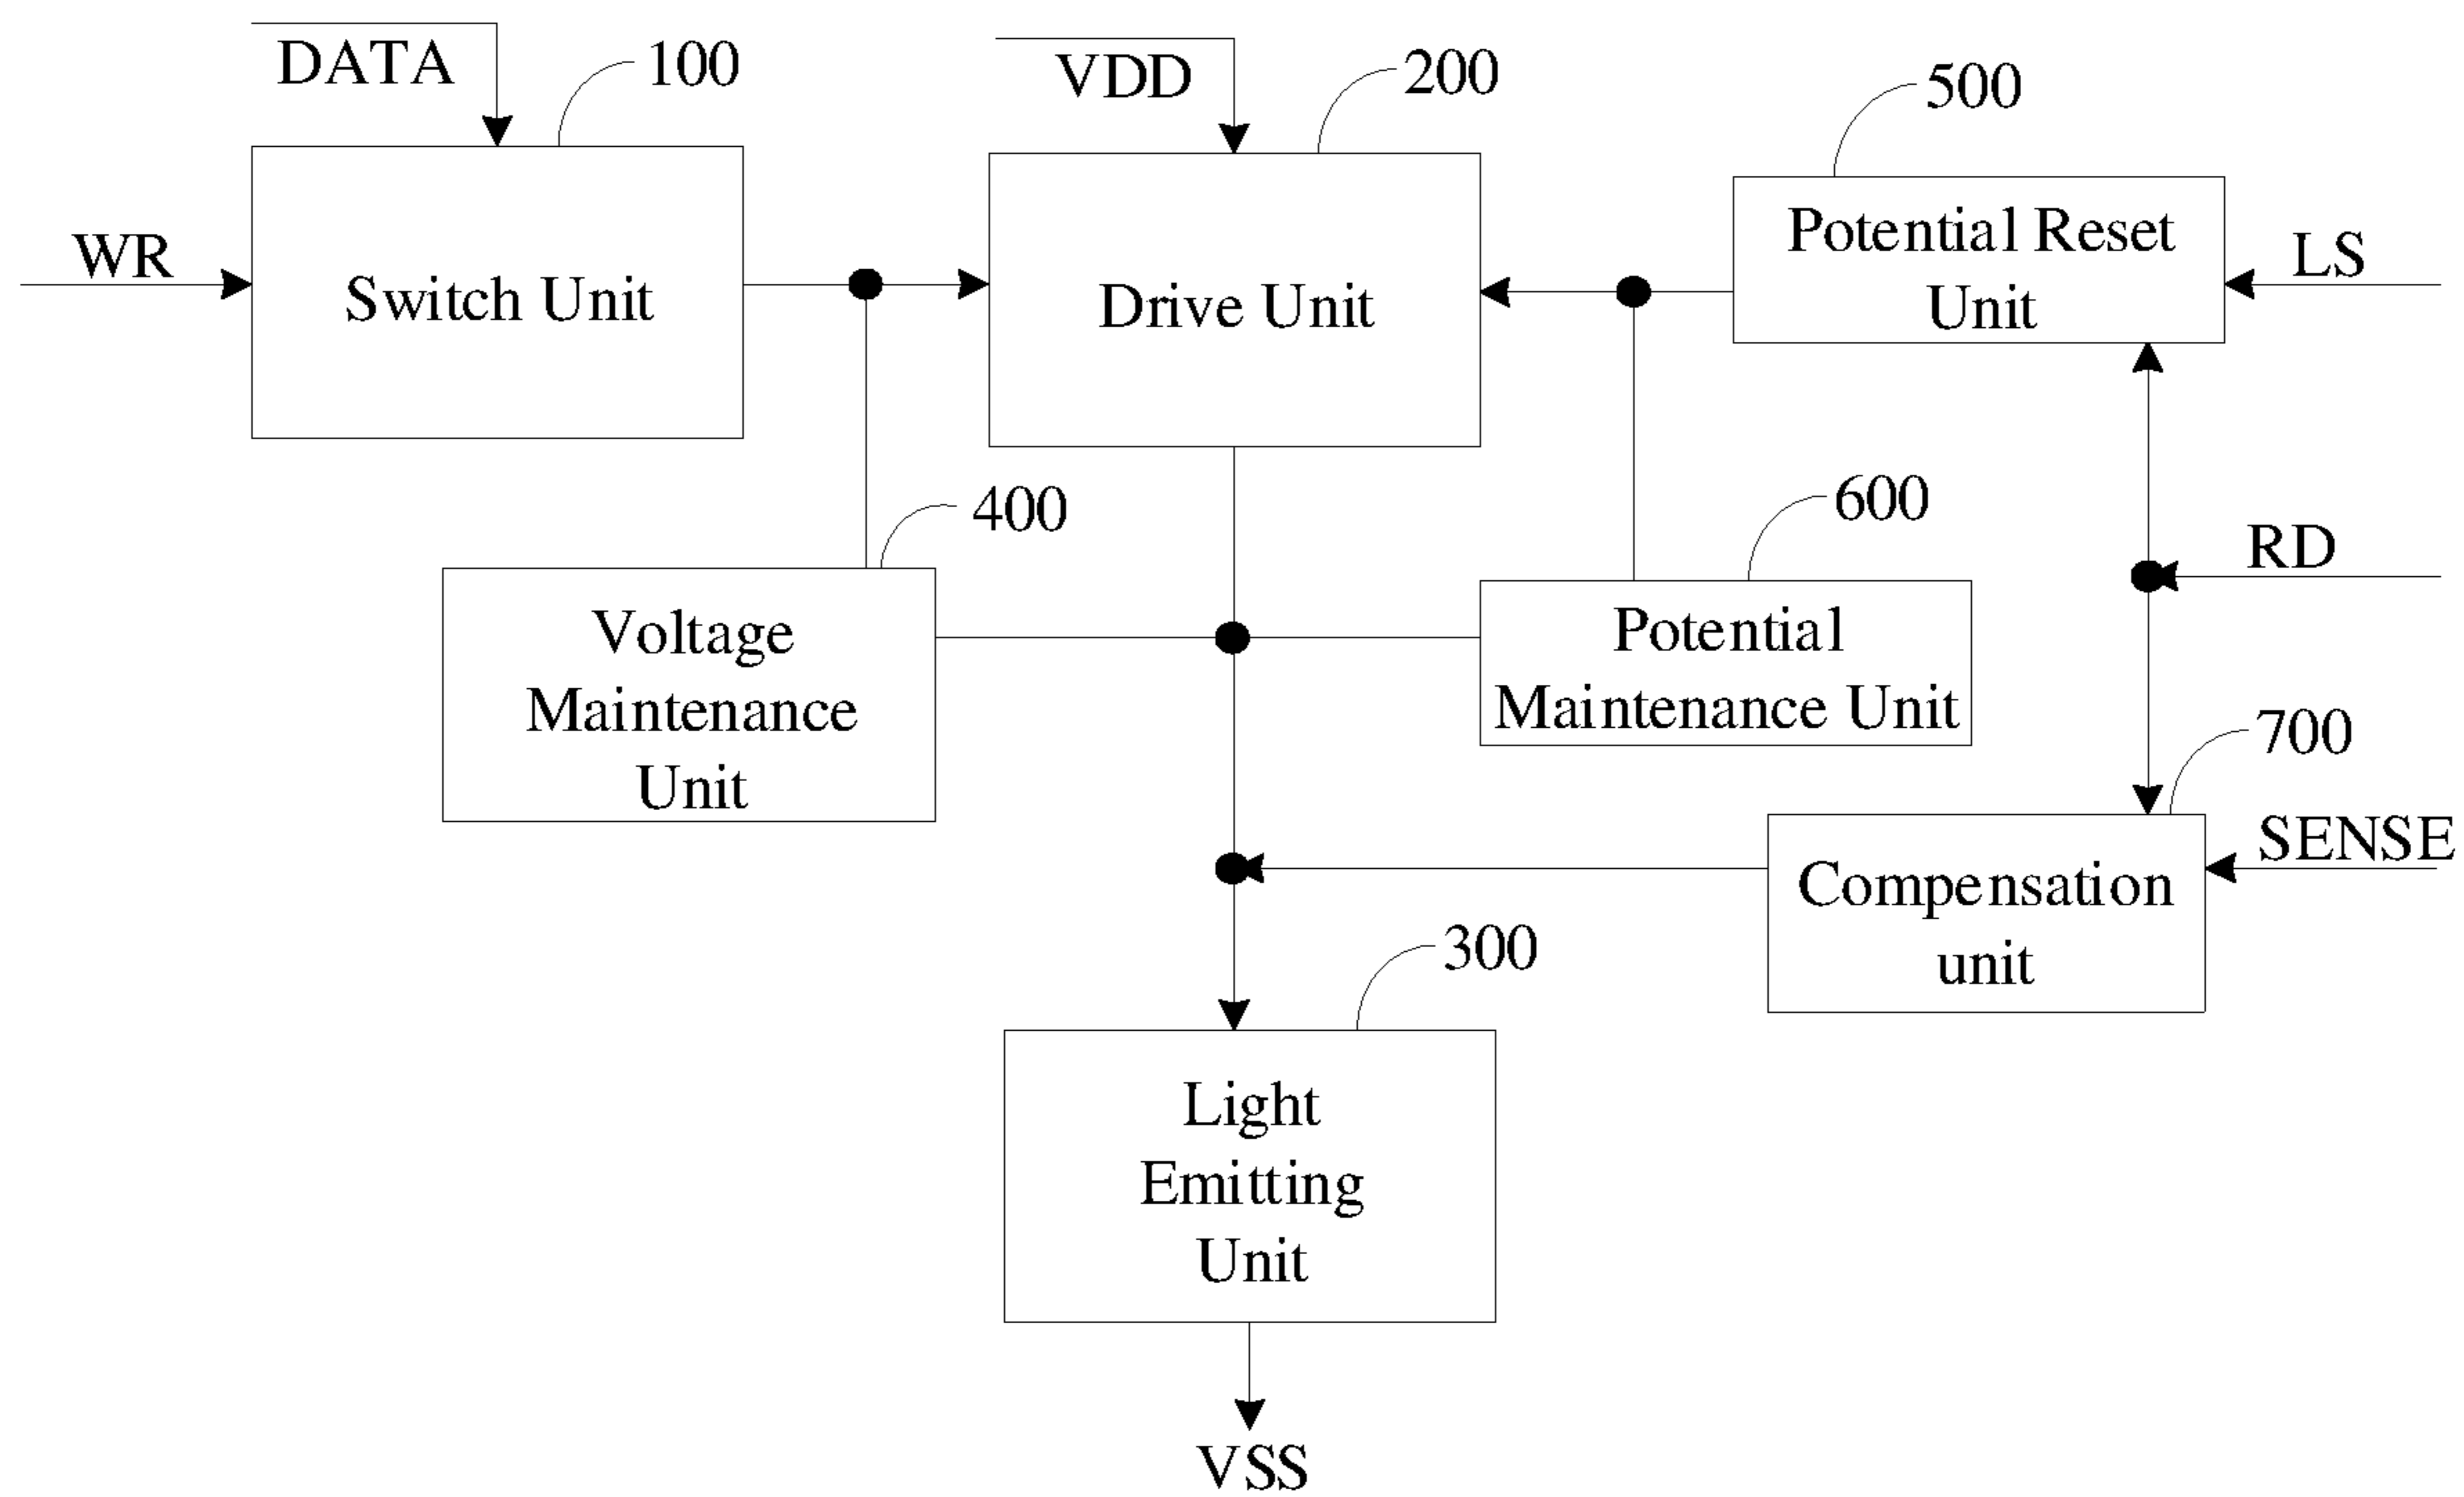 DATA
100
VDD
200
500
WR
Switch Unit
Drive Unit
Potential Reset
Unit
LS
400
600
RD
Voltage
Maintenance
Unit
Potential
Maintenance Unit
700
SENSE
Compensation
unit
300
Light
Emitting
Unit
VSS